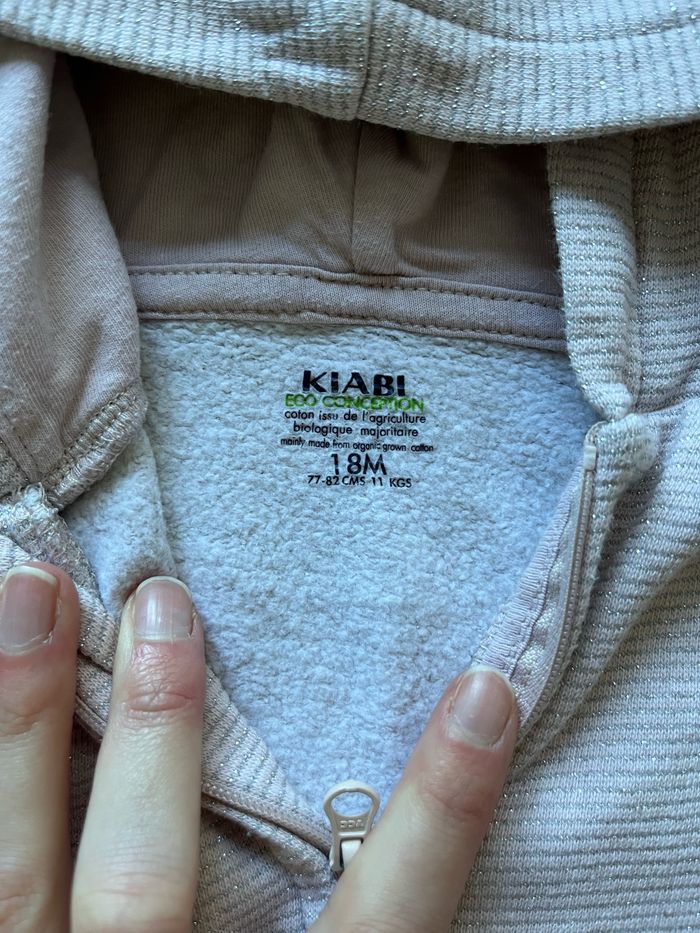 KIABI
ECO CONCEPTION
coton issu de l'agriculture
biologique majoritaire
mainly made from organic grown cotton
18M
77-82 CMS 11 KGS